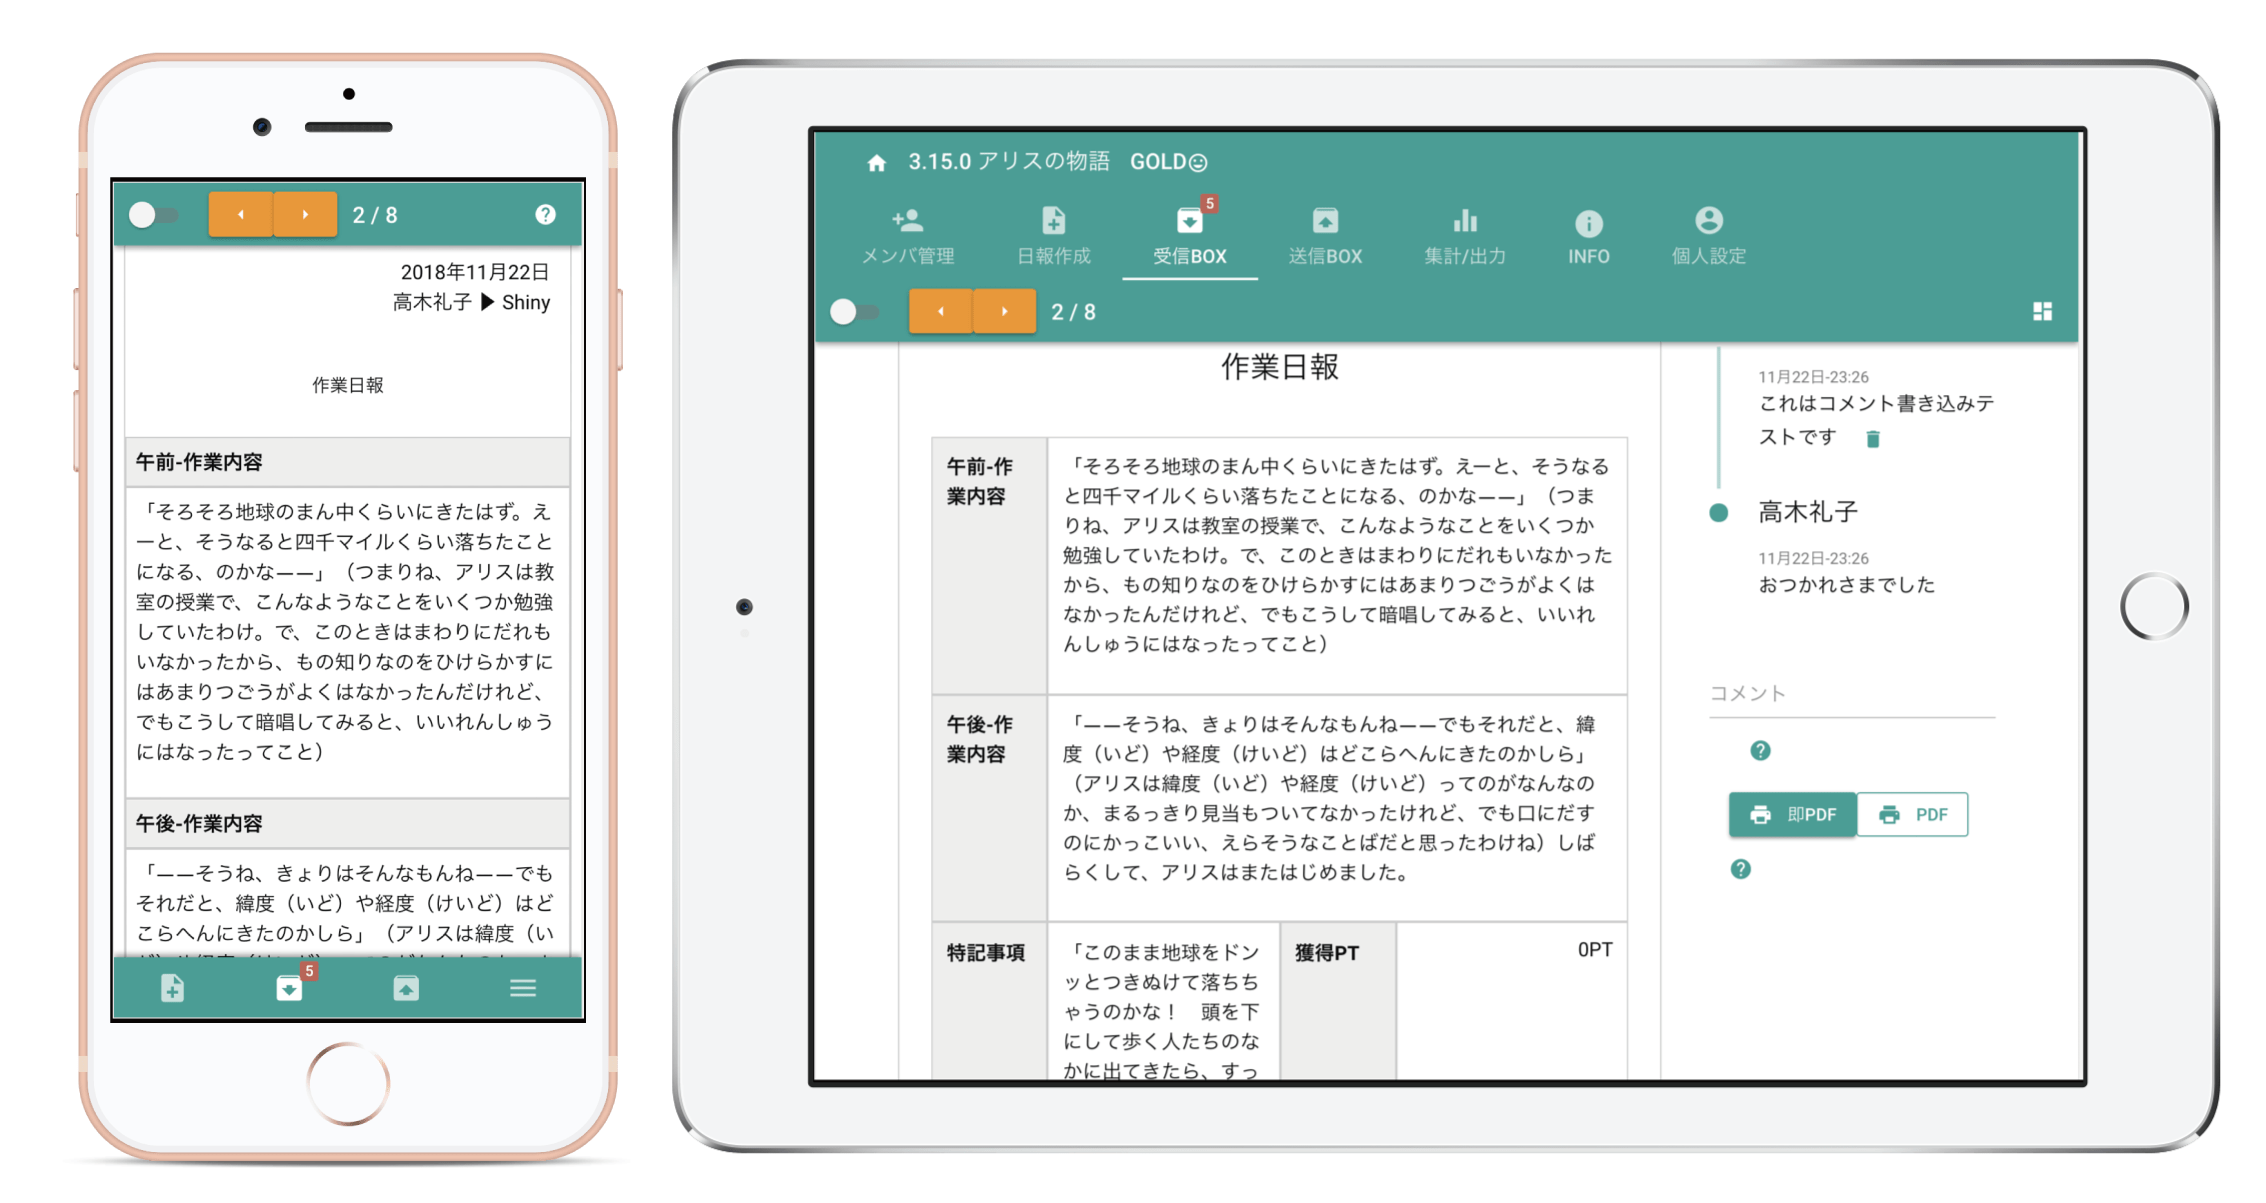 2 / 8
2018年11月22日
高木礼子 ▶ Shiny
作業日報
午前-作業内容
「そろそろ地球のまん中くらいにきたはず。え
ーと、そうなると四千マイルくらい落ちたこと
になる、のかなーー」（つまりね、アリスは教
室の授業で、こんなようなことをいくつか勉強
していたわけ。で、このときはまわりにだれも
いなかったから、もの知りなのをひけらかすに
はあまりつごうがよくはなかったんだけれど、
でもこうして暗唱してみると、いいれんしゅう
にはなったってこと）
午後-作業内容
「ーーそうね、きょりはそんなもんねーーでも
それだと、緯度（いど）や経度（けいど）はど
こらへんにきたのかしら」（アリスは緯度（い
5
3.15.0 アリスの物語 GOLD
5
メンバ管理 日報作成 受信BOX 送信BOX 集計/出力 INFO 個人設定
2 / 8
作業日報
午前-作
業内容
「そろそろ地球のまん中くらいにきたはず。えーと、そうなる
と四千マイルくらい落ちたことになる、のかなーー」（つま
りね、アリスは教室の授業で、こんなようなことをいくつか
勉強していたわけ。で、このときはまわりにだれもいなかった
から、もの知りなのをひけらかすにはあまりつごうがよくは
なかったんだけれど、でもこうして暗唱してみると、いいれ
んしゅうにはなったってこと）
午後-作
業内容
「ーーそうね、きょりはそんなもんねーーでもそれだと、緯
度（いど）や経度（けいど）はどこらへんにきたのかしら」
（アリスは緯度（いど）や経度（けいど）ってのがなんなの
か、まるっきり見当もついてなかったけれど、でも口にだす
のにかっこいい、えらそうなことばだと思ったわけね）しば
らくして、アリスはまたはじめました。
特記事項
「このまま地球をドン
ッとつきぬけて落ちち
ゃうのかな！　頭を下
にして歩く人たちのな
かに出てきたら、すっ
獲得PT
0PT
11月22日-23:26
これはコメント書き込みテ
ストです
高木礼子
11月22日-23:26
おつかれさまでした
コメント
即PDF PDF